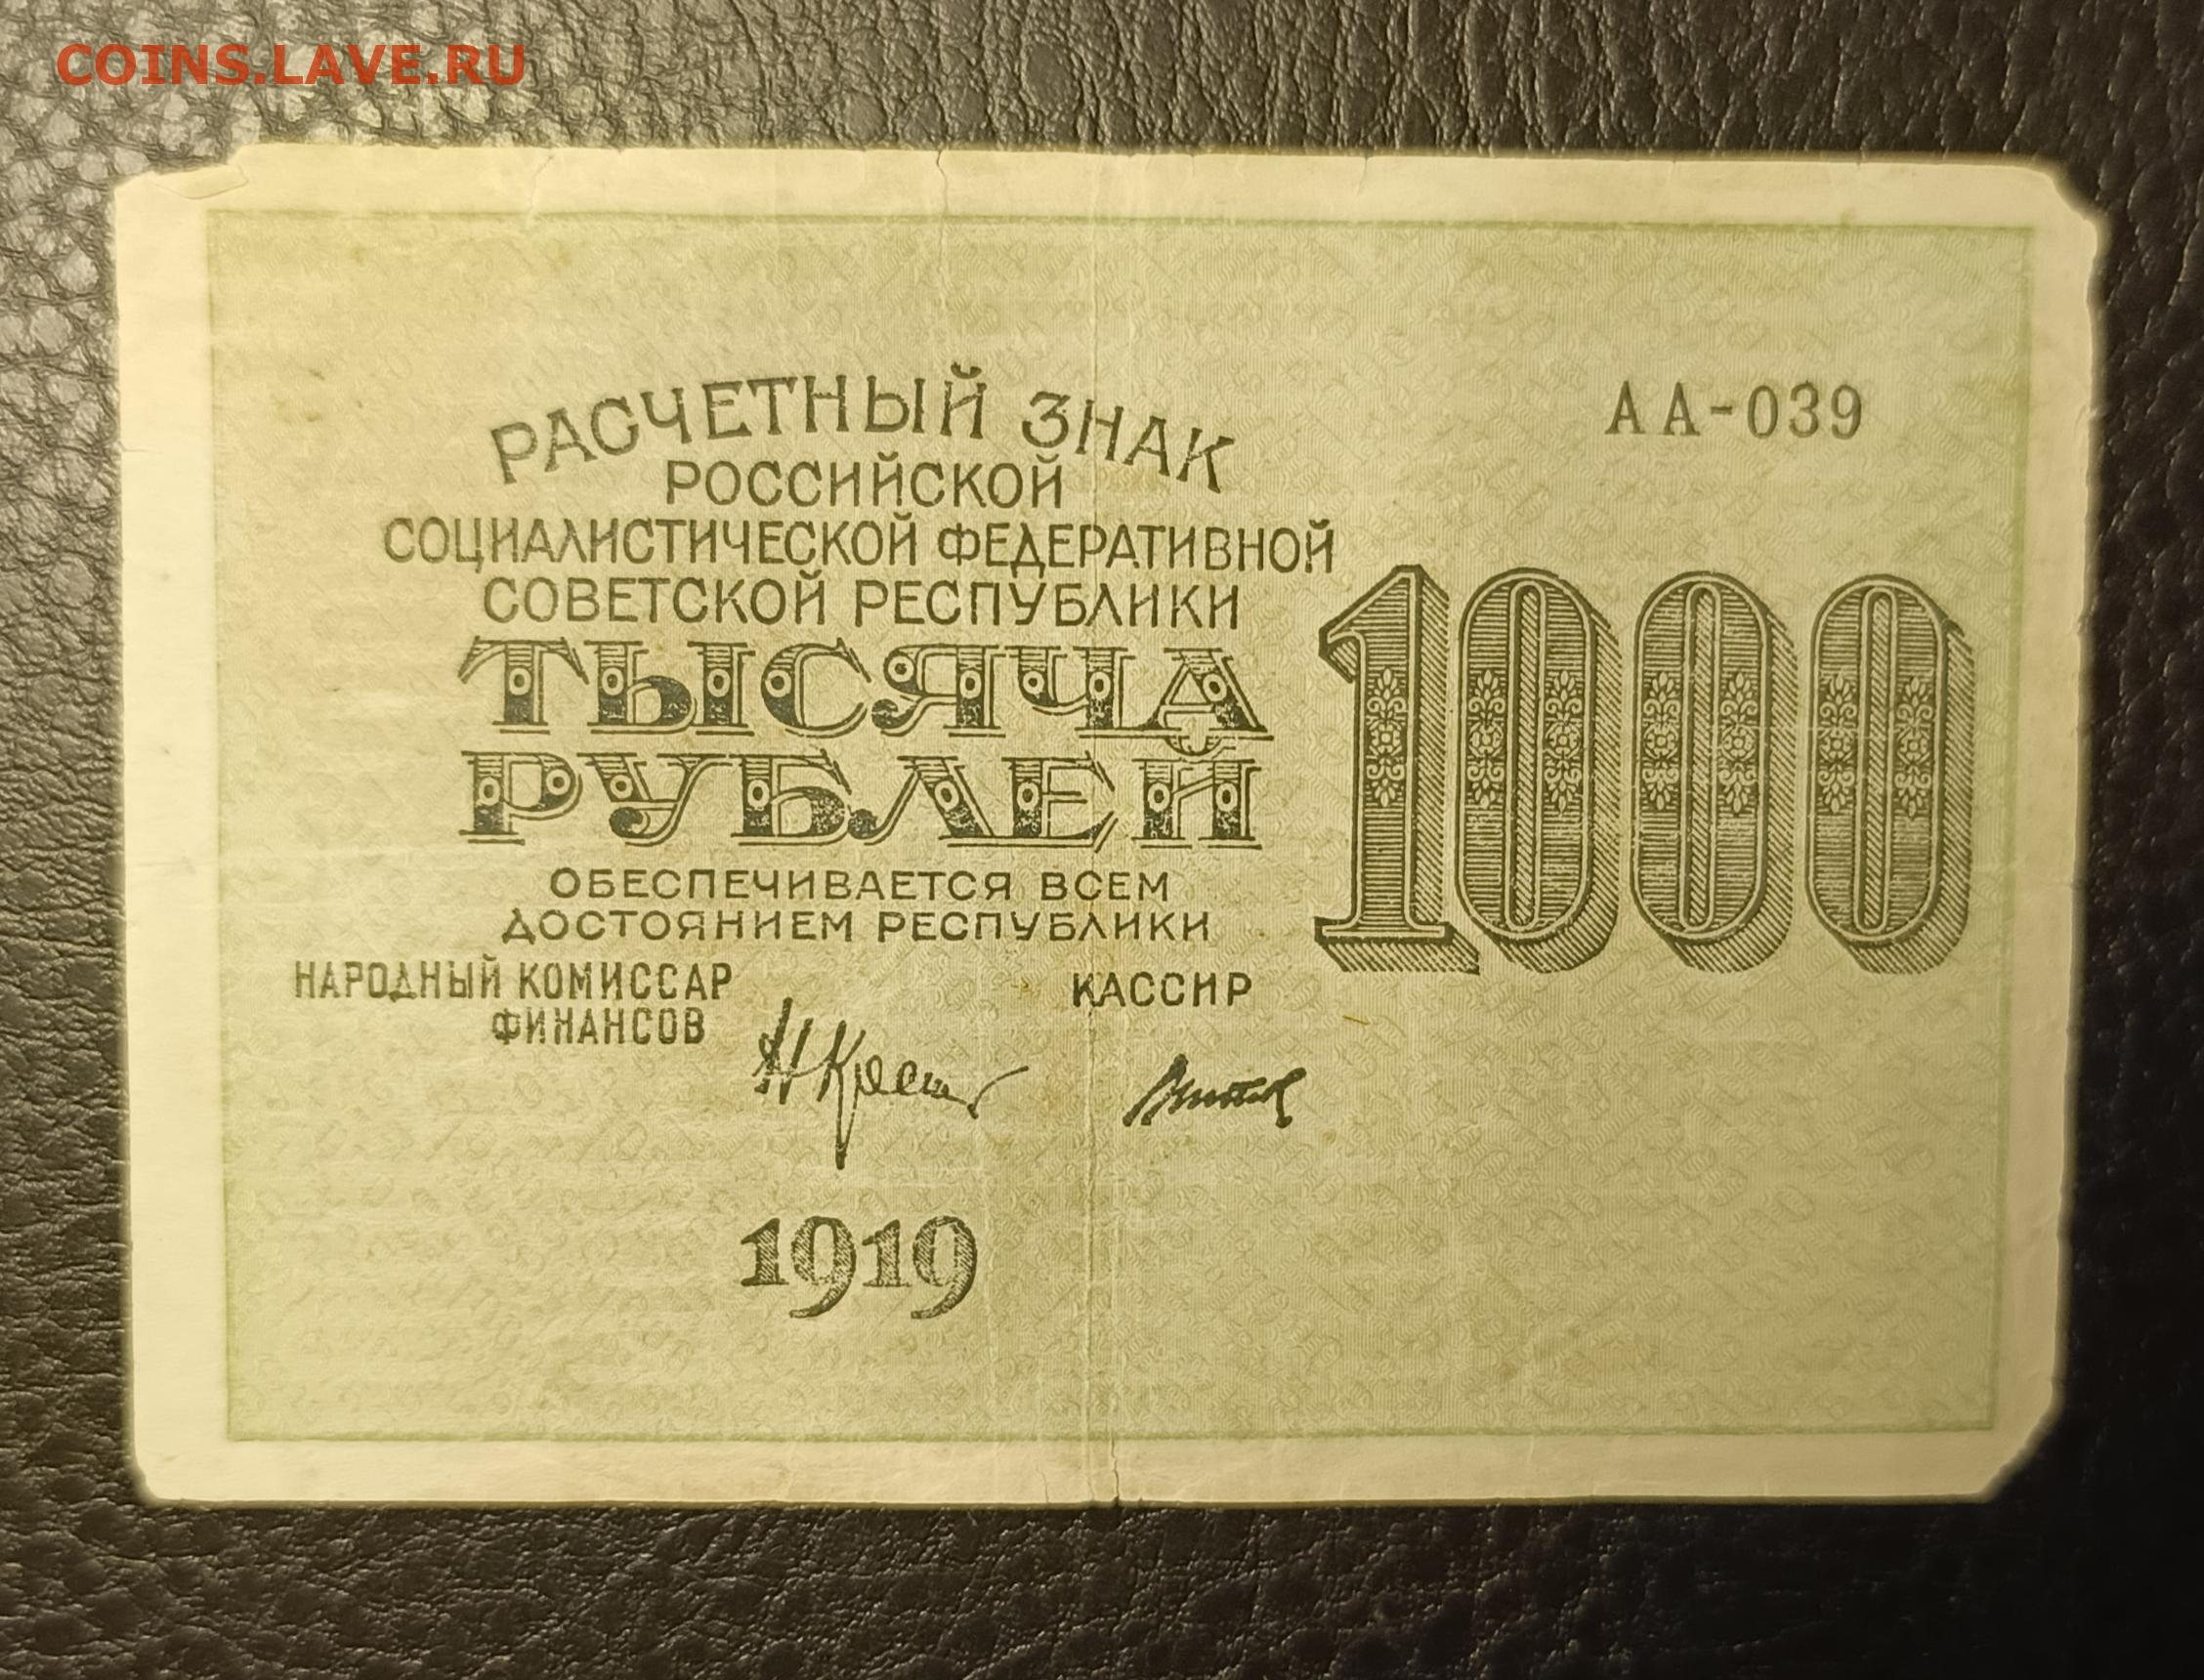 COINS.LAVE.RU
АА-039
РАСЧЕТНЫЙ ЗНАК
РОССИЙСКОЙ
СОЦИАЛИСТИЧЕСКОЙ ФЕДЕРАТИВНОЙ
СОВЕТСКОЙ РЕСПУБЛИКИ
ТЫСЯЧА
РУБЛЕЙ
1000
ОБЕСПЕЧИВАЕТСЯ ВСЕМ
ДОСТОЯНИЕМ РЕСПУБЛИКИ
НАРОДНЫЙ КОМИССАР
ФИНАНСОВ
КАССИР
1919